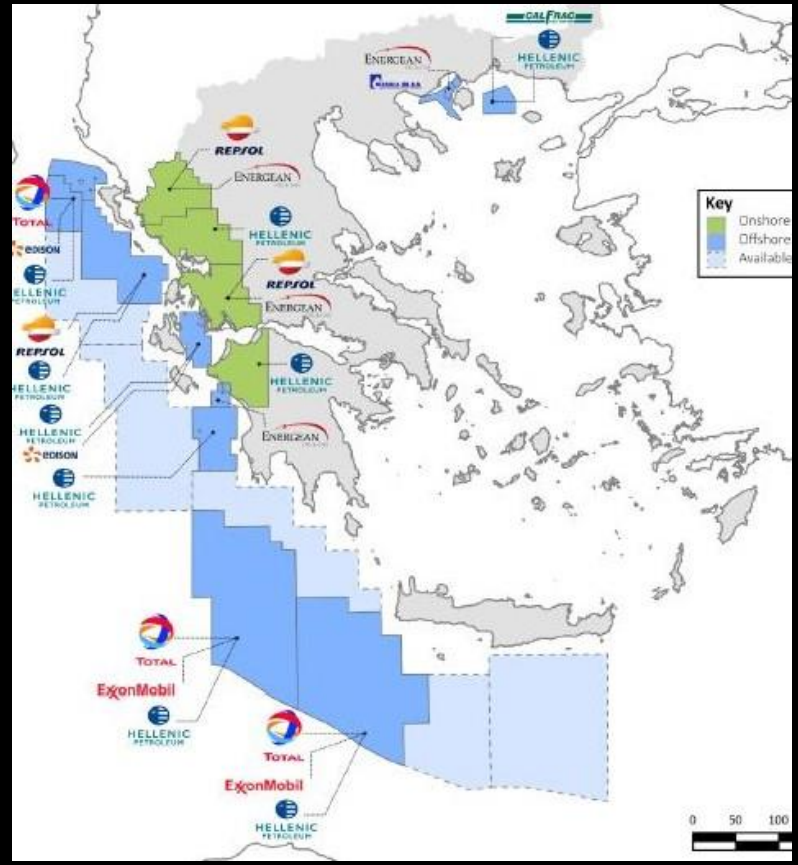 CALFRAC
HELLENIC
PETROLEUM
ENERGEAN
REPSOL
ENERGEAN
TOTAL
HELLENIC
PETROLEUM
edison
ELLENIC
PETROLEUM
REPSOL
ENERGEAN
Key
Onshore
Offshore
Available
REPSOL
HELLENIC
PETROLEUM
HELLENIC
PETROLEUM
HELLENIC
PETROLEUM
edison
ENERGEAN
HELLENIC
PETROLEUM
TOTAL
ExxonMobil
HELLENIC
PETROLEUM
TOTAL
ExxonMobil
HELLENIC
PETROLEUM
0 50 100